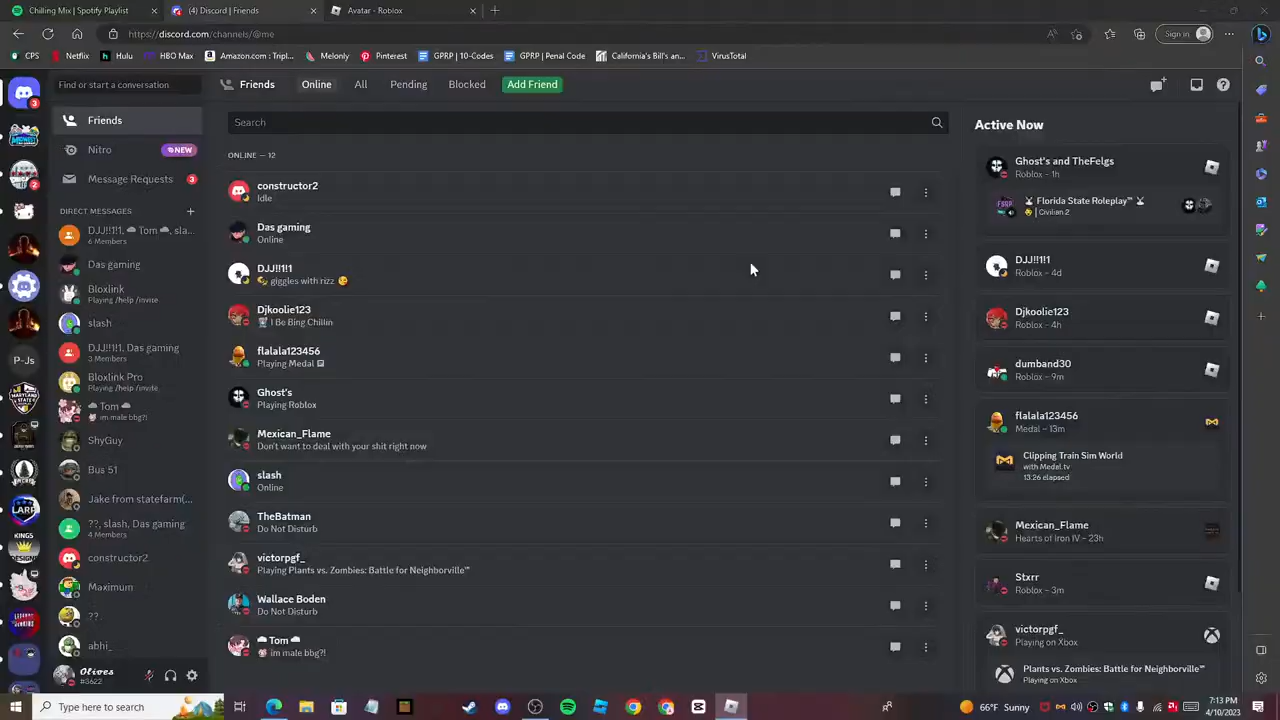 Chilling Mix | Spotify Playlist
(4) Discord | Friends
Avatar - Roblox
https://discord.com/channels/@me
Sign in
CPS
Netflix
Hulu
HBO Max
Amazon.com : Tripl...
Melonly
Pinterest
GPRP | 10-Codes
GPRP | Penal Code
California's Bill's an...
VirusTotal
Find or start a conversation
Friends
Online
All
Pending
Blocked
Add Friend
3
2
P-Js
LARP
KINGS
Friends
Nitro
NEW
Message Requests
3
DIRECT MESSAGES
DJJ!!1!1, ☁Tom☁, sla...
6 Members
Das gaming
Bloxlink
Playing /help /invite
slash
DJJ!!1!1, Das gaming
3 Members
Bloxlink Pro
Playing /help /invite
☁Tom☁
im male bbg?!
ShyGuy
Bus 51
Jake from statefarm(...
??, slash, Das gaming
4 Members
constructor2
Maximum
??
abhi_
Olives
#3622
Search
ONLINE — 12
constructor2
Idle
Das gaming
Online
DJJ!!1!1
giggles with rizz 😘
Djkoolie123
I Be Bing Chillin
flalala123456
Playing Medal
Ghost's
Playing Roblox
Mexican_Flame
Don't want to deal with your shit right now
slash
Online
TheBatman
Do Not Disturb
victorpgf_
Playing Plants vs. Zombies: Battle for Neighborville™
Wallace Boden
Do Not Disturb
☁Tom☁
im male bbg?!
Active Now
Ghost's and TheFelgs
Roblox – 1h
Florida State Roleplay™
| Civilian 2
DJJ!!1!1
Roblox – 4d
Djkoolie123
Roblox – 4h
dumband30
Roblox – 9m
flalala123456
Medal – 13m
Clipping Train Sim World
with Medal.tv
13:26 elapsed
Mexican_Flame
Hearts of Iron IV – 23h
Stxrr
Roblox – 3m
victorpgf_
Playing on Xbox
Plants vs. Zombies: Battle for Neighborville™
Playing on Xbox
Type here to search
66°F Sunny
7:13 PM
4/10/2023